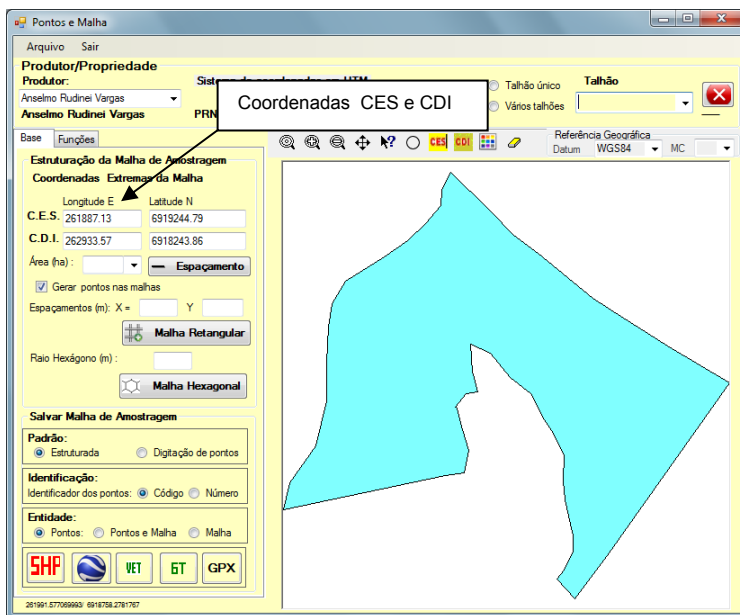 Pontos e Malha
Arquivo Sair
Produtor/Propriedade
Produtor:
Anselmo Rudinei Vargas
Anselmo Rudinei Vargas PRN
Coordenadas CES e CDI
Talhão único
Vários talhões
Talhão
Base Funções
CES CDI
Referência Geográfica
Datum WGS84 MC
Estruturação da Malha de Amostragem
Coordenadas Extremas da Malha
Longitude E Latitude N
C.E.S. 261887.13 6919244.79
C.D.I. 262933.57 6918243.86
Área (ha) : Espaçamento
Gerar pontos nas malhas
Espaçamentos (m): X = Y
Malha Retangular
Raio Hexágono (m) :
Malha Hexagonal
Salvar Malha de Amostragem
Padrão:
Estruturada Digitação de pontos
Identificação:
Identificador dos pontos: Código Número
Entidade:
Pontos: Pontos e Malha Malha
SHP VET GT GPX
261991.577069993/ 6918758.2781767